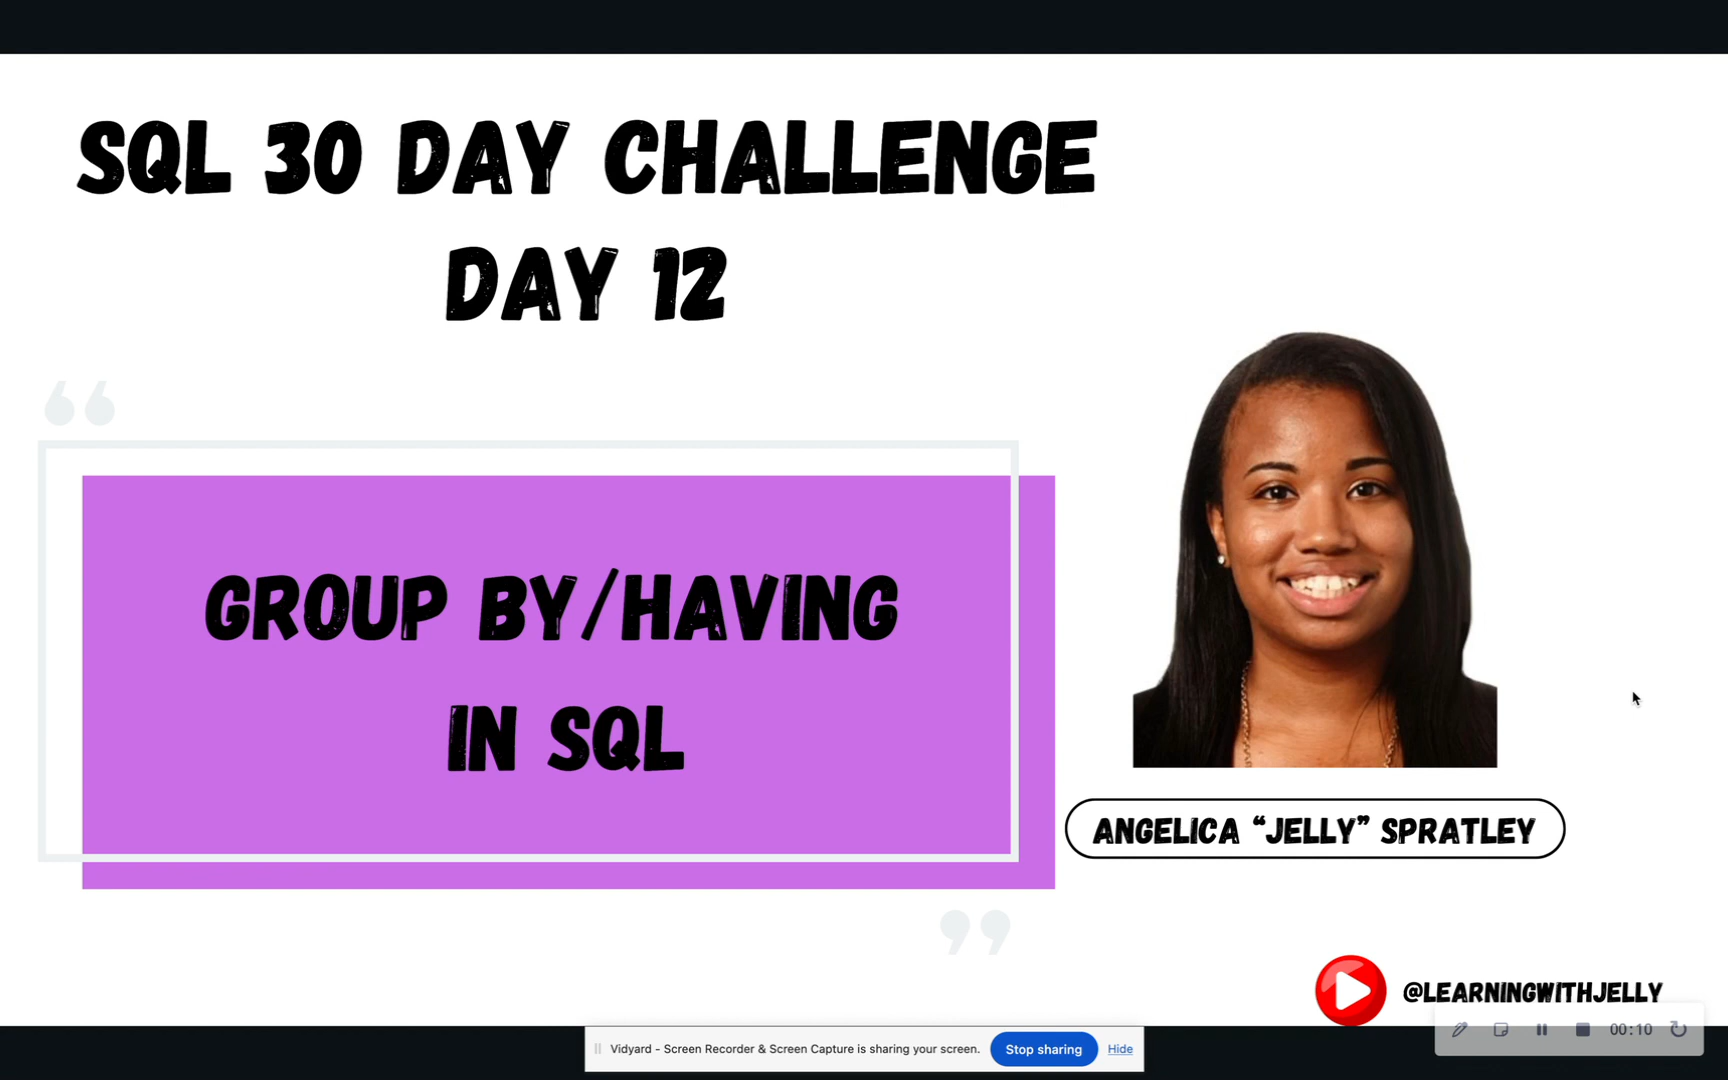 SQL 30 DAY CHALLENGE
DAY 12
“
GROUP BY/HAVING
IN SQL
”
ANGELICA “JELLY” SPRATLEY
@LEARNINGWITHJELLY
00:10
Vidyard - Screen Recorder & Screen Capture is sharing your screen. Stop sharing Hide